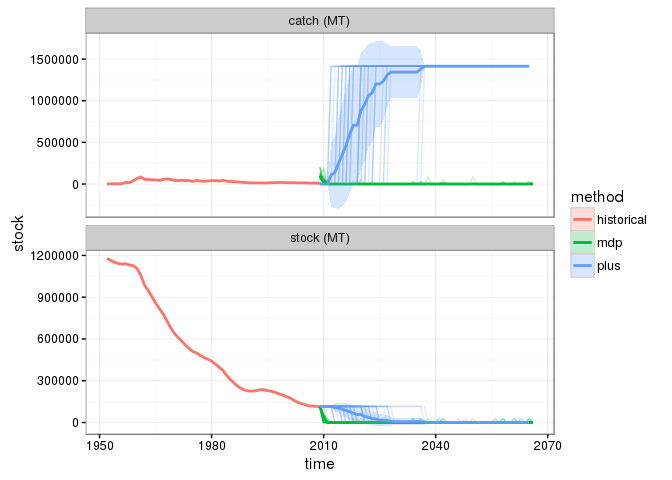 catch (MT)
1500000
1000000
500000
0
stock (MT)
1200000
900000
600000
300000
0
1950
1980
2010
2040
2070
time
stock
method
historical
mdp
plus